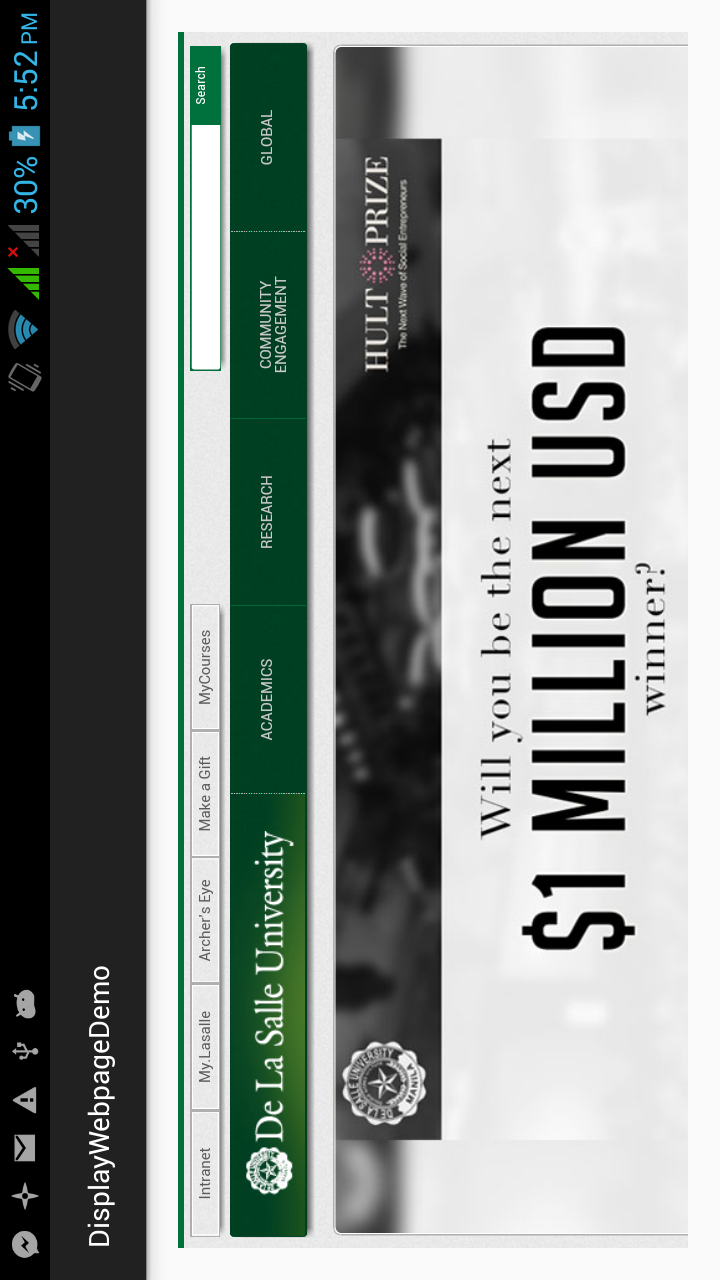 30% 5:52 PM
DisplayWebpageDemo
Intranet
My.Lasalle
Archer's Eye
Make a Gift
MyCourses
Search
De La Salle University
ACADEMICS
RESEARCH
COMMUNITY
ENGAGEMENT
GLOBAL
DE LA SALLE UNIVERSITY
MANILA
HULT PRIZE
The Next Wave of Social Entrepreneurs
Will you be the next
$1 MILLION USD
winner?